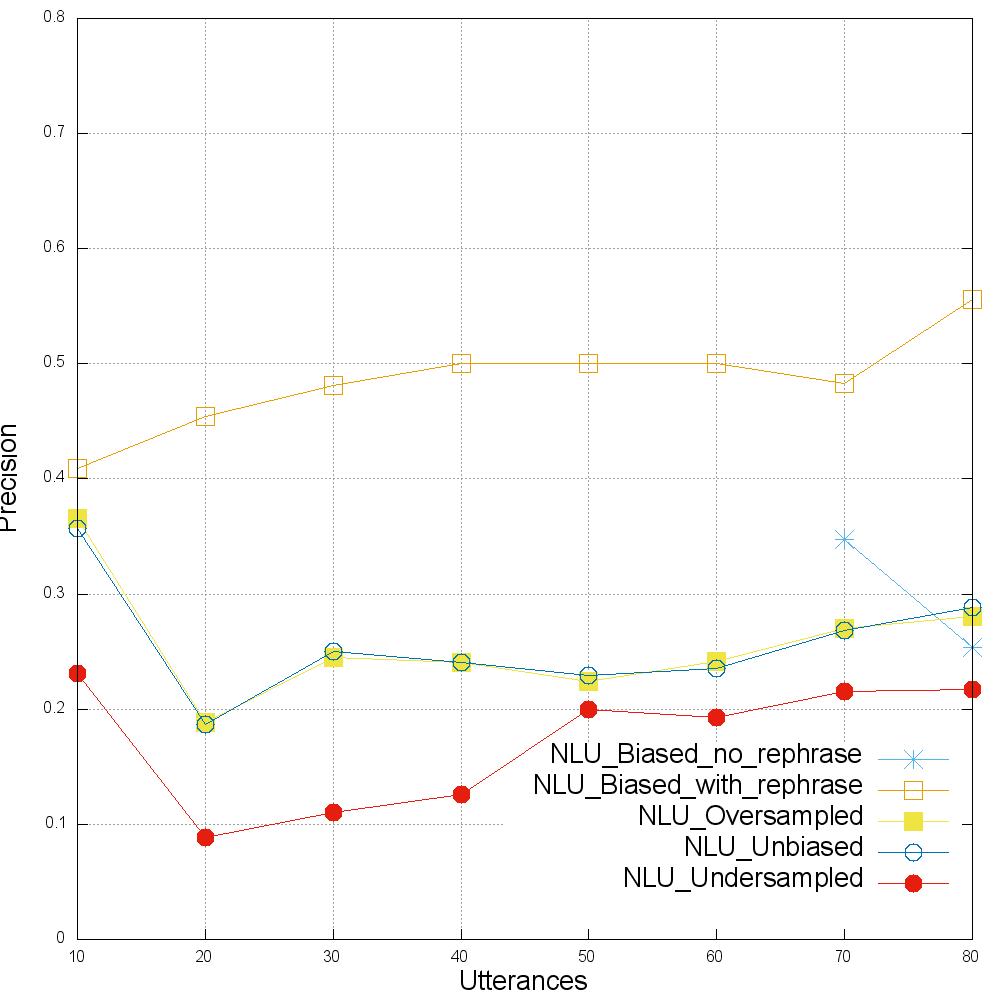 0.8
0.7
0.6
0.5
0.4
0.3
0.2
0.1
0
Precision
NLU_Biased_no_rephrase
NLU_Biased_with_rephrase
NLU_Oversampled
NLU_Unbiased
NLU_Undersampled
10 20 30 40 50 60 70 80
Utterances